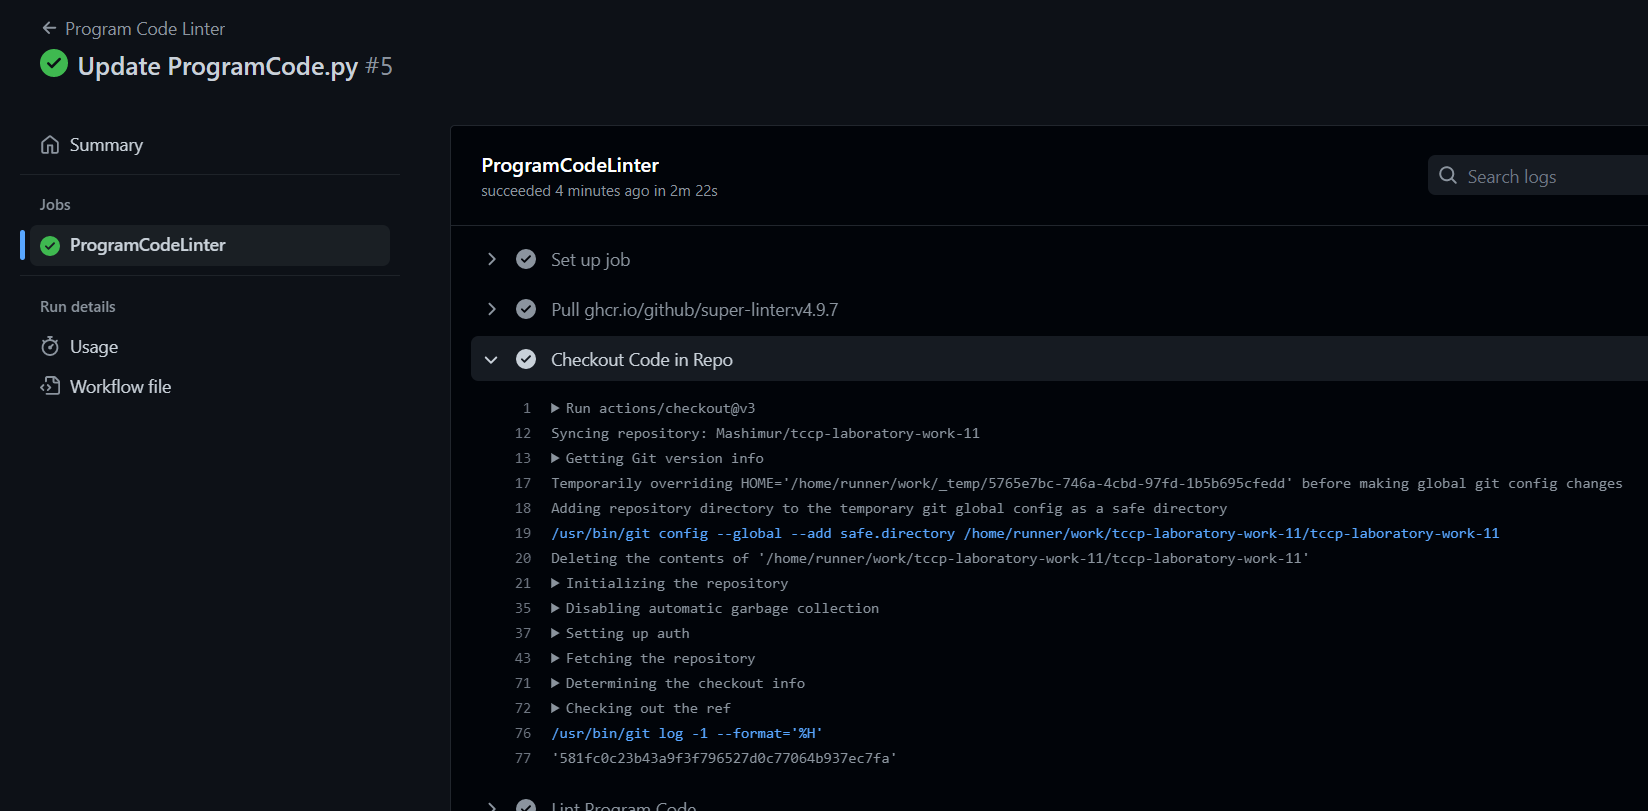 Program Code Linter
Update ProgramCode.py #5
Summary
Jobs
ProgramCodeLinter
Run details
Usage
Workflow file
ProgramCodeLinter
succeeded 4 minutes ago in 2m 22s
Search logs
Set up job
Pull ghcr.io/github/super-linter:v4.9.7
Checkout Code in Repo
1 Run actions/checkout@v3
12 Syncing repository: Mashimur/tccp-laboratory-work-11
13 Getting Git version info
17 Temporarily overriding HOME='/home/runner/work/_temp/5765e7bc-746a-4cbd-97fd-1b5b695cfedd' before making global git config changes
18 Adding repository directory to the temporary git global config as a safe directory
19 /usr/bin/git config --global --add safe.directory /home/runner/work/tccp-laboratory-work-11/tccp-laboratory-work-11
20 Deleting the contents of '/home/runner/work/tccp-laboratory-work-11/tccp-laboratory-work-11'
21 Initializing the repository
35 Disabling automatic garbage collection
37 Setting up auth
43 Fetching the repository
71 Determining the checkout info
72 Checking out the ref
76 /usr/bin/git log -1 --format='%H'
77 '581fc0c23b43a9f3f796527d0c77064b937ec7fa'
Lint Program Code